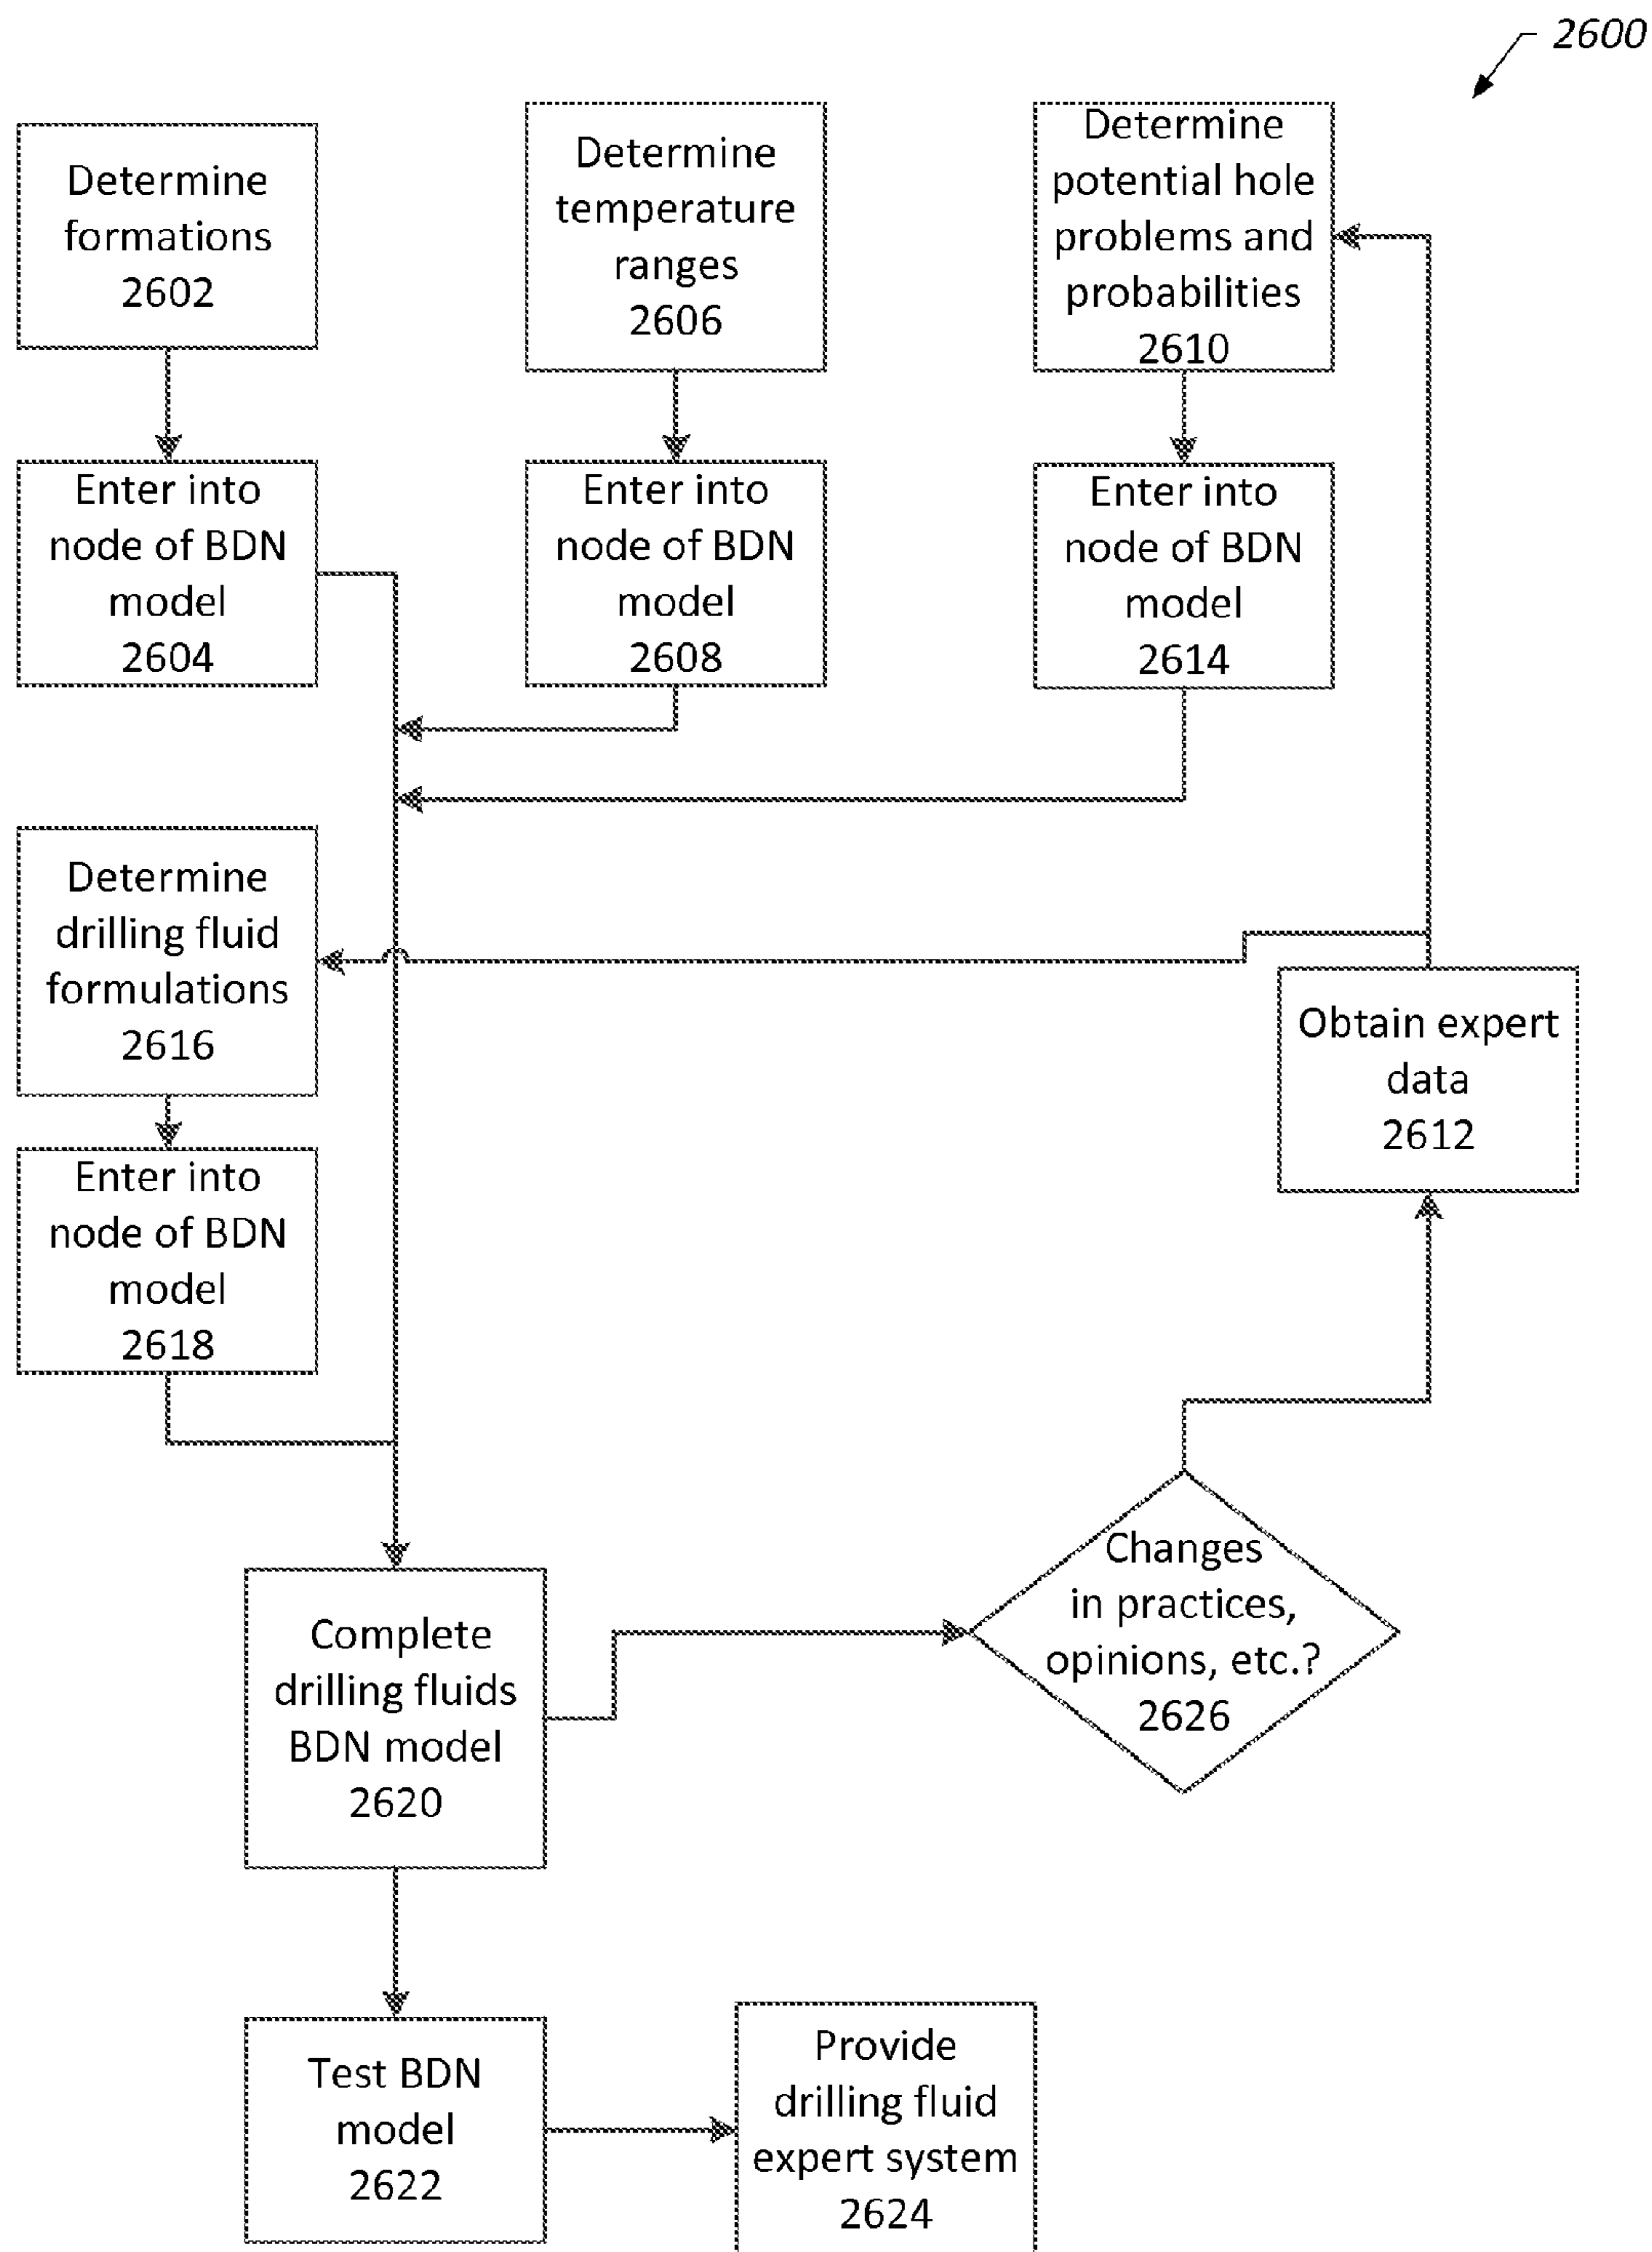 2600
Determine
formations
2602
Determine
temperature
ranges
2606
Determine
potential hole
problems and
probabilities
2610
Enter into
node of BDN
model
2604
Enter into
node of BDN
model
2608
Enter into
node of BDN
model
2614
Determine
drilling fluid
formulations
2616
Obtain expert
data
2612
Enter into
node of BDN
model
2618
Changes
in practices,
opinions, etc.?
2626
Complete
drilling fluids
BDN model
2620
Test BDN
model
2622
Provide
drilling fluid
expert system
2624